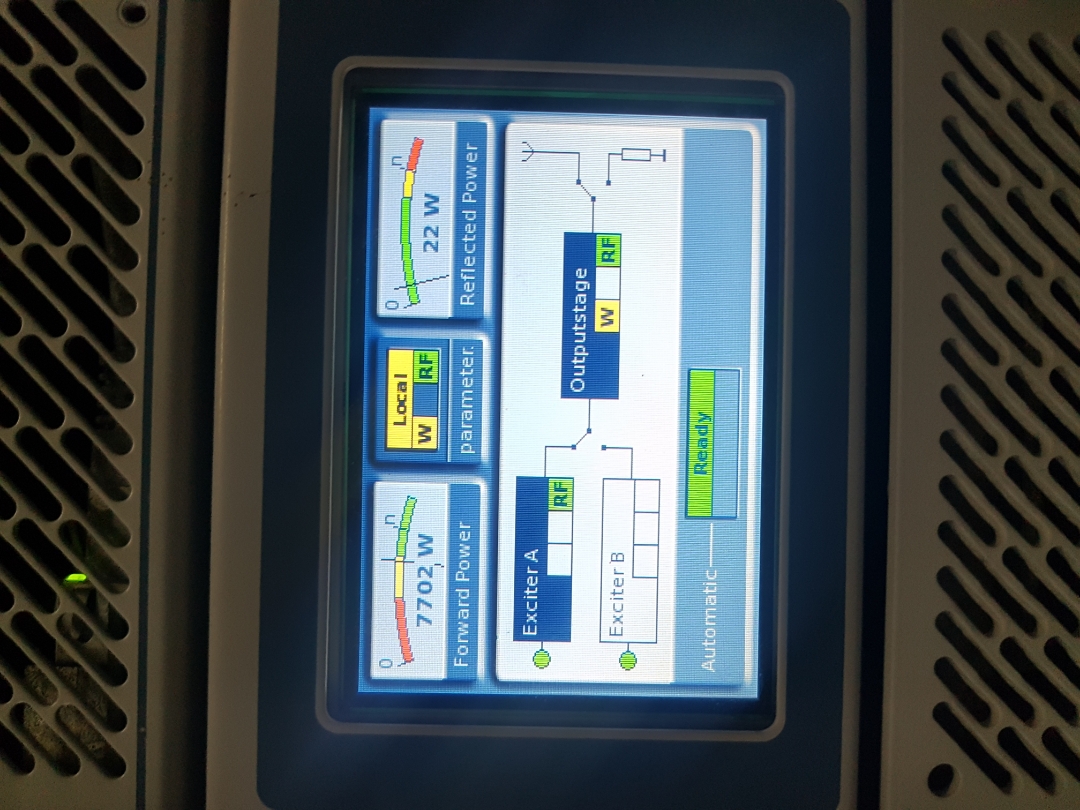 0 n
7702 W
Forward Power
Local
W RF
parameter.
0 n
22 W
Reflected Power
Exciter A
RF
Exciter B
Outputstage
W RF
Automatic
Ready